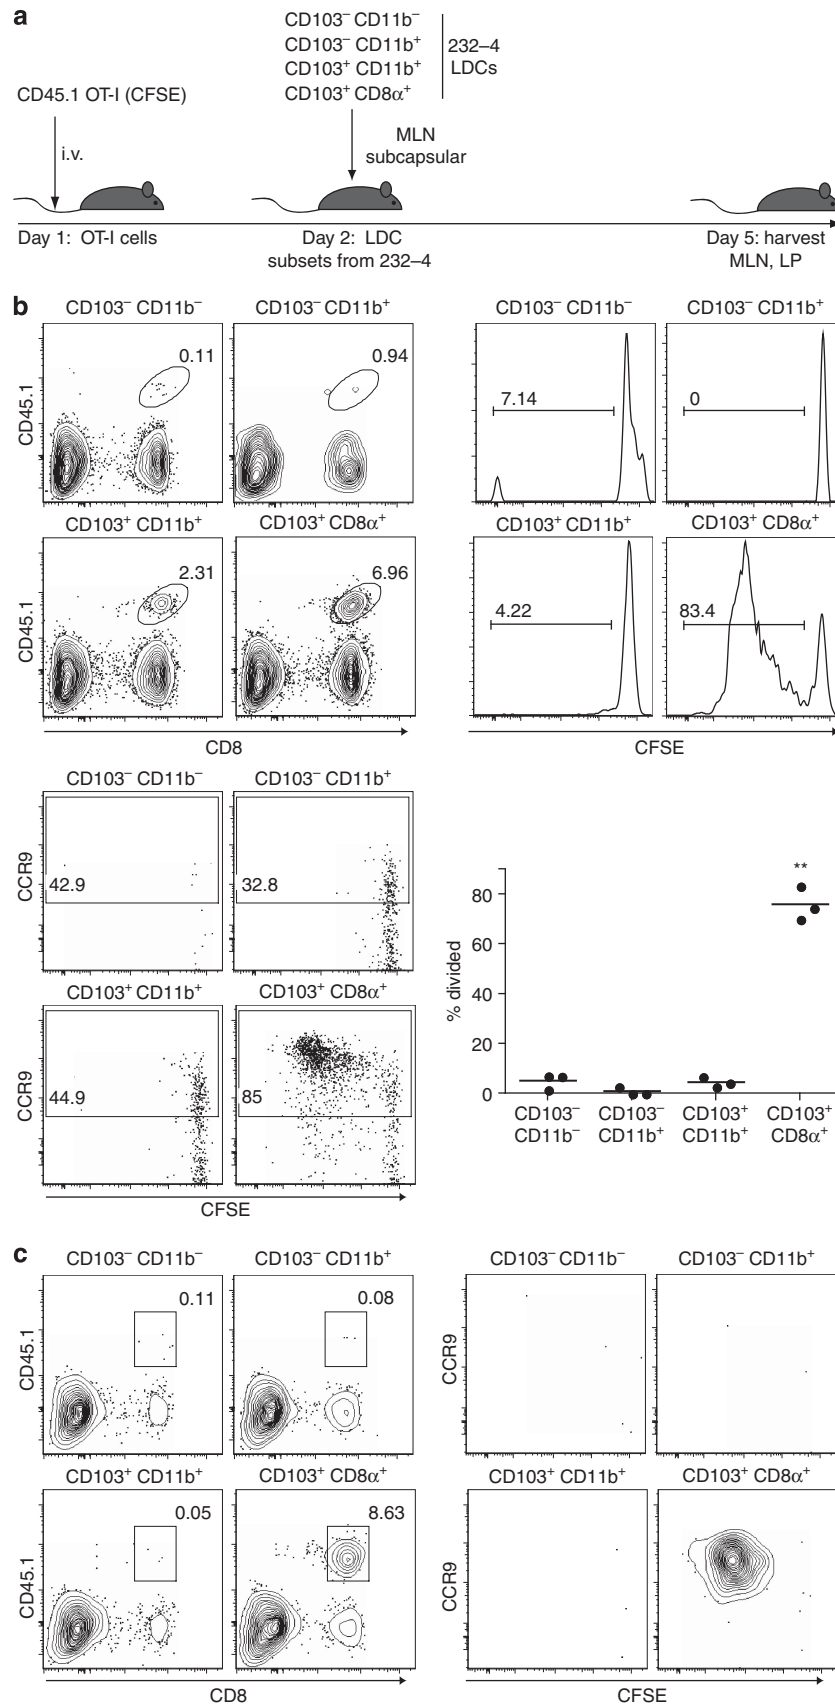 a
CD103– CD11b–
CD103– CD11b+
CD103+ CD11b+
CD103+ CD8α+
232–4
LDCs
CD45.1 OT-I (CFSE)
i.v.
MLN
subcapsular
Day 1: OT-I cells
Day 2: LDC
subsets from 232–4
Day 5: harvest
MLN, LP
b
CD103– CD11b–
CD103– CD11b+
0.11
0.94
CD45.1
CD103+ CD11b+
CD103+ CD8α+
2.31
6.96
CD45.1
CD8
CD103– CD11b–
CD103– CD11b+
7.14
0
CD103+ CD11b+
CD103+ CD8α+
4.22
83.4
CFSE
CD103– CD11b–
CD103– CD11b+
CCR9
42.9
32.8
CD103+ CD11b+
CD103+ CD8α+
CCR9
44.9
85
CFSE
**
% divided
80
60
40
20
0
CD103–
CD11b–
CD103–
CD11b+
CD103+
CD11b+
CD103+
CD8α+
c
CD103– CD11b–
CD103– CD11b+
0.11
0.08
CD45.1
CD103+ CD11b+
CD103+ CD8α+
0.05
8.63
CD45.1
CD8
CD103– CD11b–
CD103– CD11b+
CCR9
CD103+ CD11b+
CD103+ CD8α+
CCR9
CFSE